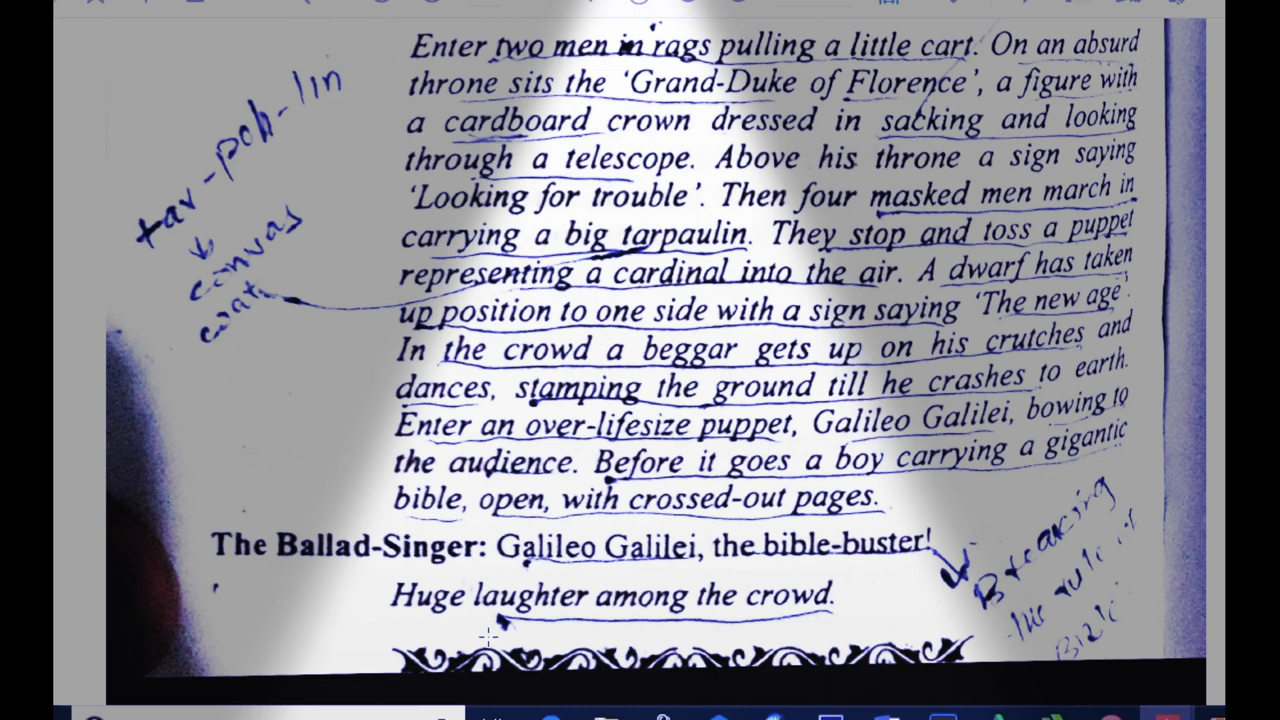 Enter two men in rags pulling a little cart. On an absurd
throne sits the ‘Grand-Duke of Florence’, a figure with
a cardboard crown dressed in sacking and looking
through a telescope. Above his throne a sign saying
‘Looking for trouble’. Then four masked men march in
carrying a big tarpaulin. They stop and toss a puppet
representing a cardinal into the air. A dwarf has taken
up position to one side with a sign saying ‘The new age’.
In the crowd a beggar gets up on his crutches and
dances, stamping the ground till he crashes to earth.
Enter an over-lifesize puppet, Galileo Galilei, bowing to
the audience. Before it goes a boy carrying a gigantic
bible, open, with crossed-out pages.
The Ballad-Singer: Galileo Galilei, the bible-buster!
Huge laughter among the crowd.
tar-poh-lin
canvas
coat
Breaking
the rule of